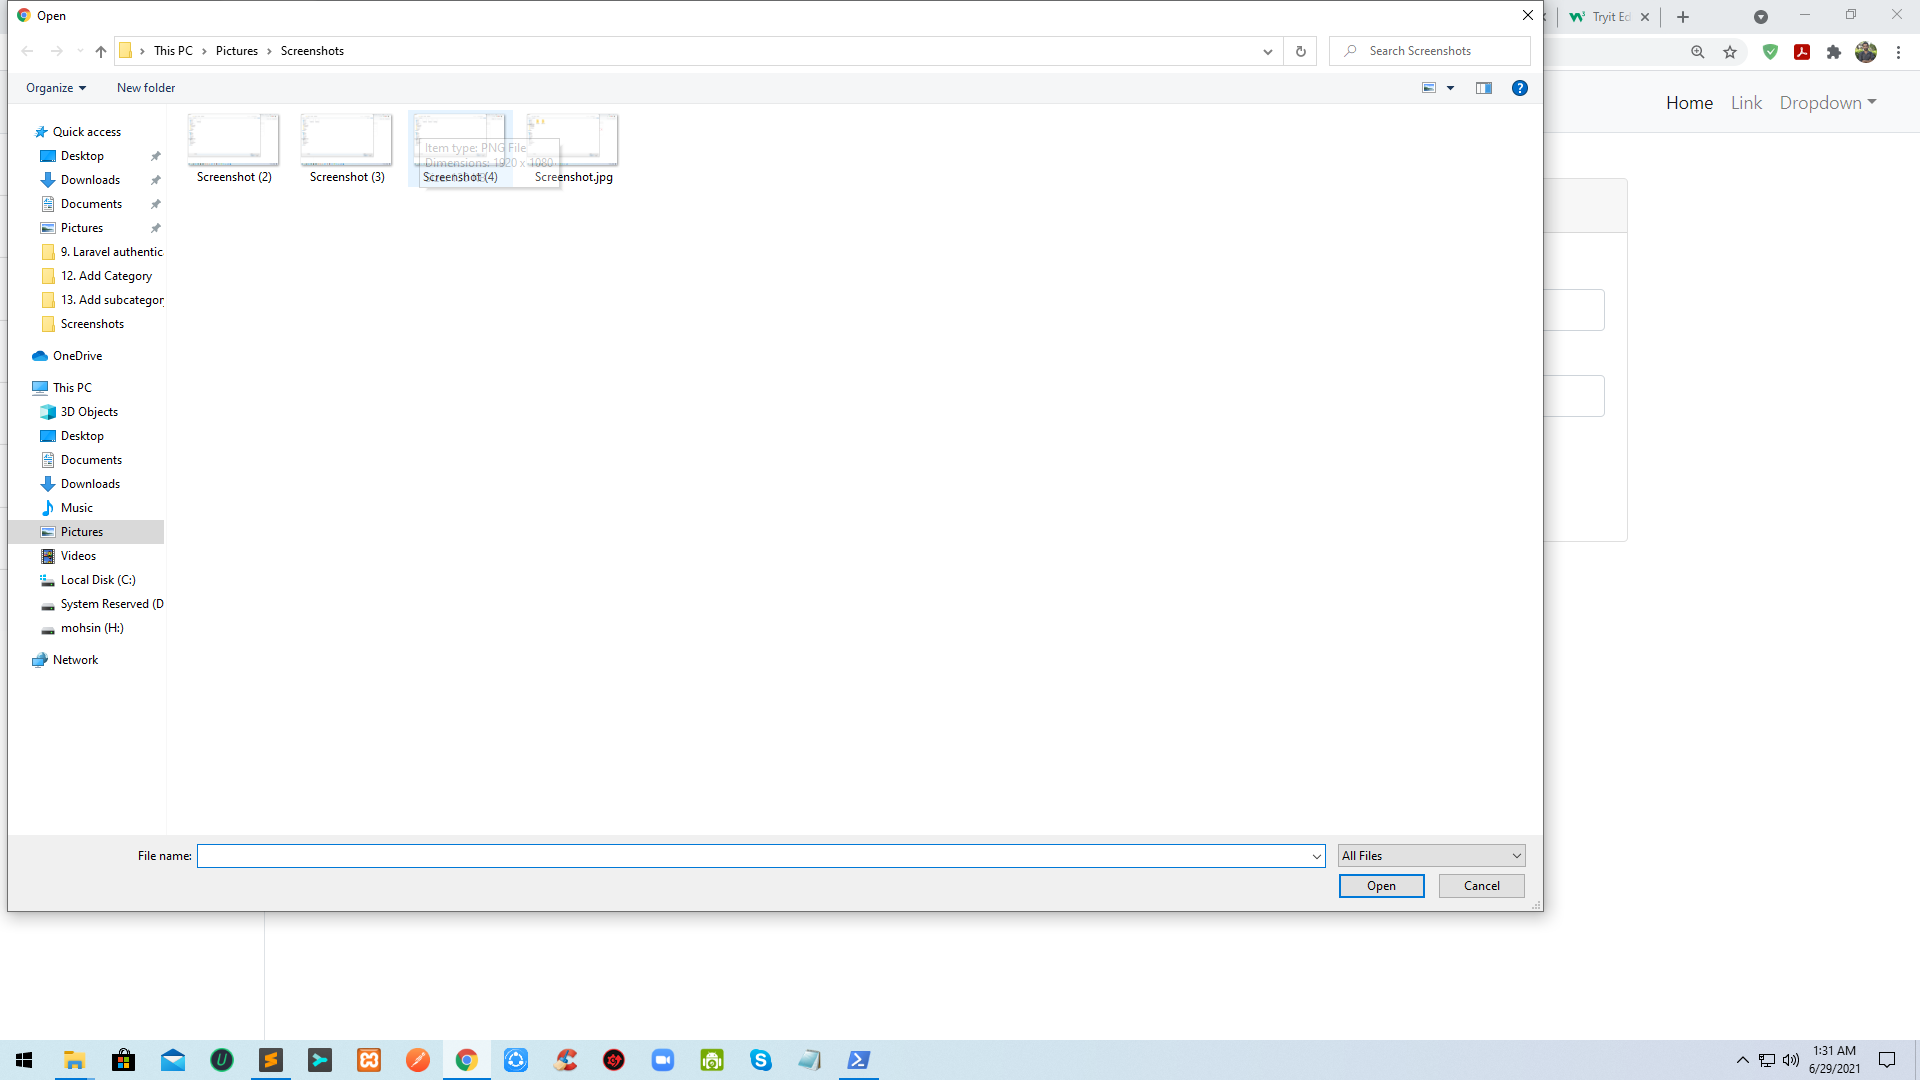 Open
Tryit Ed
This PC
Pictures
Screenshots
Search Screenshots
Organize
New folder
Home
Link
Dropdown
Quick access
Desktop
Downloads
Documents
Pictures
9. Laravel authentic
12. Add Category
13. Add subcategor
Screenshots
OneDrive
This PC
3D Objects
Desktop
Documents
Downloads
Music
Pictures
Videos
Local Disk (C:)
System Reserved (D
mohsin (H:)
Network
Screenshot (2)
Screenshot (3)
Screenshot (4)
Screenshot.jpg
Item type: PNG File
Dimensions: 1920 x 1080
File name:
All Files
Open
Cancel
1:31 AM
6/29/2021